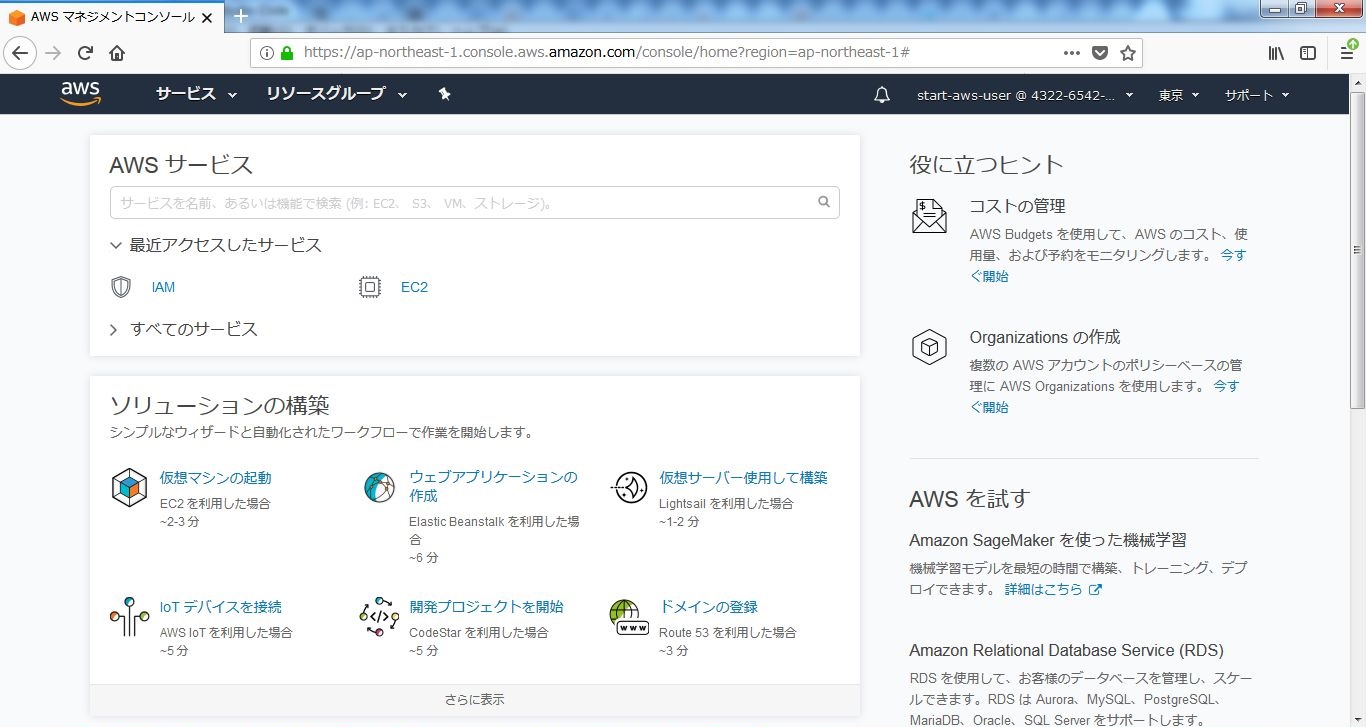 AWS マネジメントコンソール
https://ap-northeast-1.console.aws.amazon.com/console/home?region=ap-northeast-1#
aws
サービス
リソースグループ
start-aws-user @ 4322-6542-...
東京
サポート
AWS サービス
サービスを名前、あるいは機能で検索 (例: EC2、 S3、 VM、ストレージ)。
最近アクセスしたサービス
IAM
EC2
すべてのサービス
ソリューションの構築
シンプルなウィザードと自動化されたワークフローで作業を開始します。
仮想マシンの起動
EC2 を利用した場合
~2-3 分
ウェブアプリケーションの
作成
Elastic Beanstalk を利用した場
合
~6 分
仮想サーバー使用して構築
Lightsail を利用した場合
~1-2 分
IoT デバイスを接続
AWS IoT を利用した場合
~5 分
開発プロジェクトを開始
CodeStar を利用した場合
~5 分
WWW
ドメインの登録
Route 53 を利用した場合
~3 分
さらに表示
役に立つヒント
コストの管理
AWS Budgets を使用して、AWS のコスト、使
用量、および予約をモニタリングします。 今す
ぐ開始
Organizations の作成
複数の AWS アカウントのポリシーベースの管
理に AWS Organizations を使用します。 今す
ぐ開始
AWS を試す
Amazon SageMaker を使った機械学習
機械学習モデルを最短の時間で構築、トレーニング、デプ
ロイできます。 詳細はこちら
Amazon Relational Database Service (RDS)
RDS を使用して、お客様のデータベースを管理し、スケー
ルできます。RDS は Aurora、MySQL、PostgreSQL、
MariaDB、Oracle、SQL Server をサポートします。